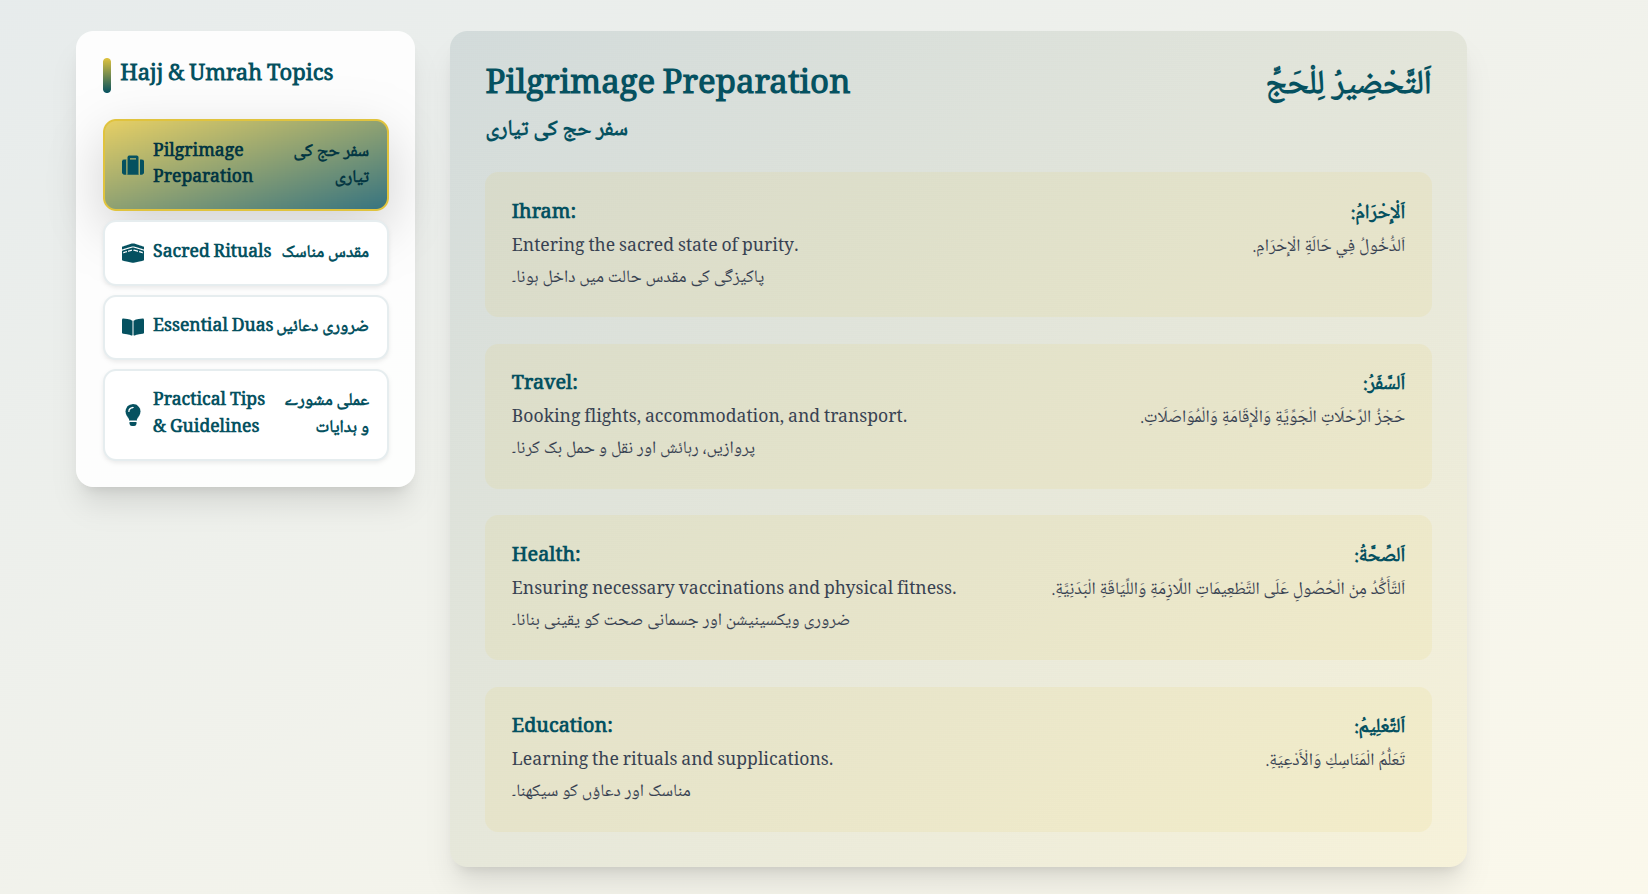 Hajj & Umrah Topics
Pilgrimage Preparation
سفر حج کی تیاری
Sacred Rituals
مقدس مناسک
Essential Duas
ضروری دعائیں
Practical Tips & Guidelines
عملی مشورے و ہدایات
Pilgrimage Preparation
اَلتَّحْضِيرُ لِلْحَجِّ
سفر حج کی تیاری
Ihram:
اَلْإِحْرَامُ:
Entering the sacred state of purity.
اَلدُّخُولُ فِي حَالَةِ الْإِحْرَامِ.
پاکیزگی کی مقدس حالت میں داخل ہونا۔
Travel:
اَلسَّفَرُ:
Booking flights, accommodation, and transport.
حَجْزُ الرِّحْلَاتِ الْجَوِّيَّةِ وَالْإِقَامَةِ وَالْمُوَاصَلَاتِ.
پروازیں، رہائش اور نقل و حمل بک کرنا۔
Health:
اَلصِّحَّةُ:
Ensuring necessary vaccinations and physical fitness.
اَلتَّأَكُّدُ مِنْ الْحُصُولِ عَلَى التَّطْعِيمَاتِ اللَّازِمَةِ وَاللِّيَاقَةِ الْبَدَنِيَّةِ.
ضروری ویکسینیشن اور جسمانی صحت کو یقینی بنانا۔
Education:
اَلتَّعْلِيمُ:
Learning the rituals and supplications.
تَعَلُّمُ الْمَنَاسِكِ وَالْأَدْعِيَةِ.
مناسک اور دعاؤں کو سیکھنا۔